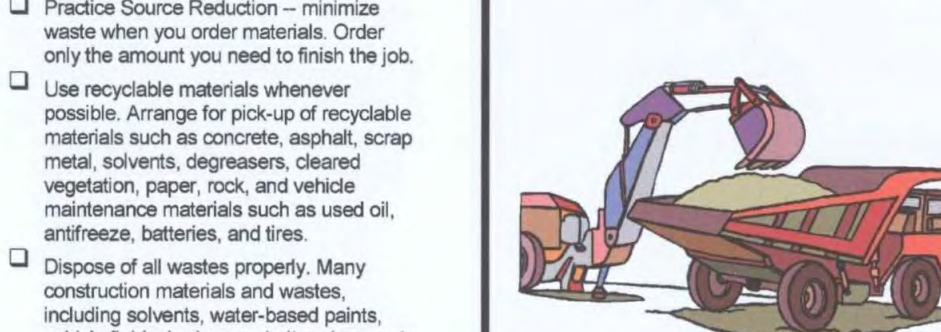 Practice Source Reduction -- minimize
waste when you order materials. Order
only the amount you need to finish the job.
Use recyclable materials whenever
possible. Arrange for pick-up of recyclable
materials such as concrete, asphalt, scrap
metal, solvents, degreasers, cleared
vegetation, paper, rock, and vehicle
maintenance materials such as used oil,
antifreeze, batteries, and tires.
Dispose of all wastes properly. Many
construction materials and wastes,
including solvents, water-based paints,